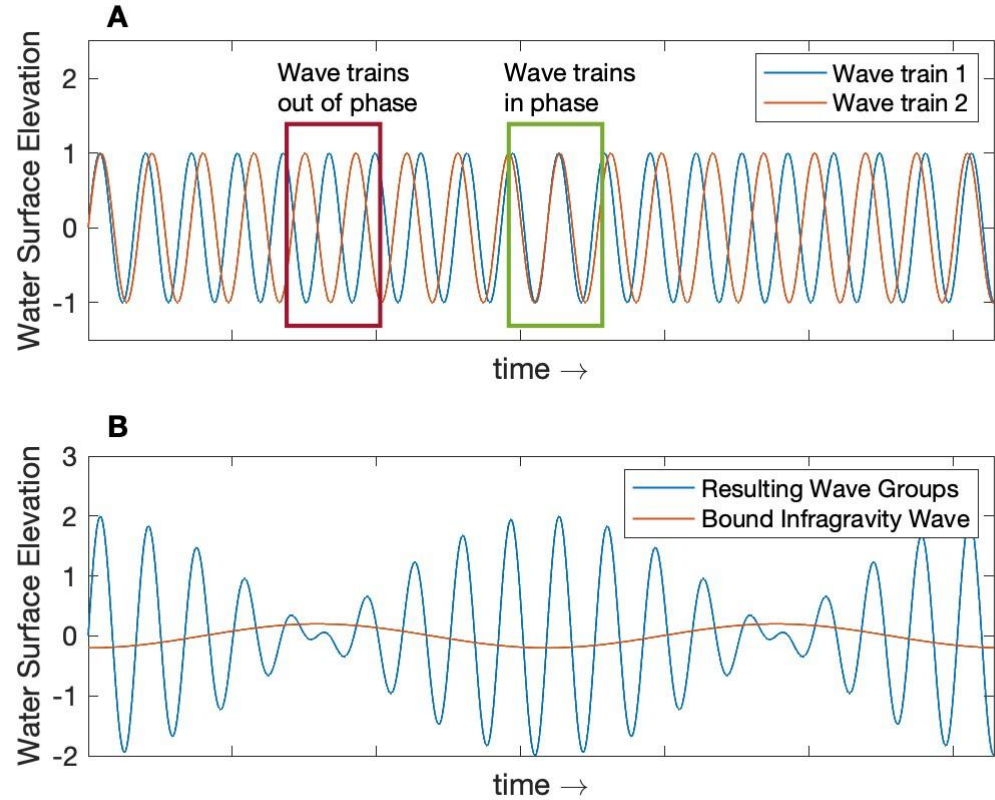 A
Water Surface Elevation
2
1
0
-1
Wave trains
out of phase
Wave trains
in phase
Wave train 1
Wave train 2
time →
B
Water Surface Elevation
3
2
1
0
-1
-2
Resulting Wave Groups
Bound Infragravity Wave
time →